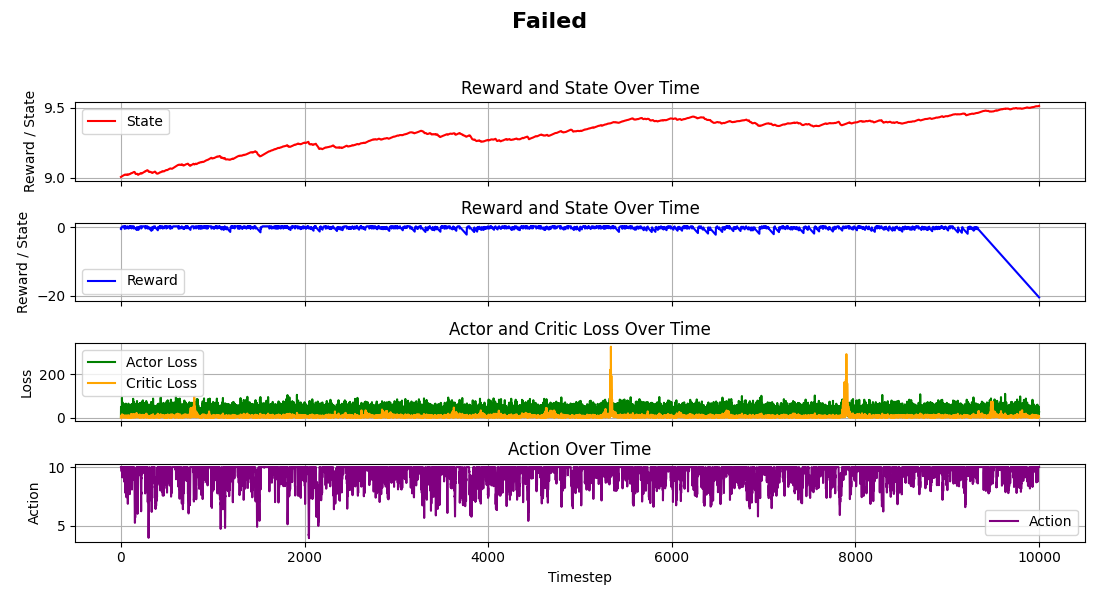 Failed
Reward and State Over Time
Reward / State
9.5
9.0
State
Reward and State Over Time
Reward / State
0
−20
Reward
Actor and Critic Loss Over Time
Loss
200
0
Actor Loss
Critic Loss
Action Over Time
Action
10
5
Action
0 2000 4000 6000 8000 10000
Timestep